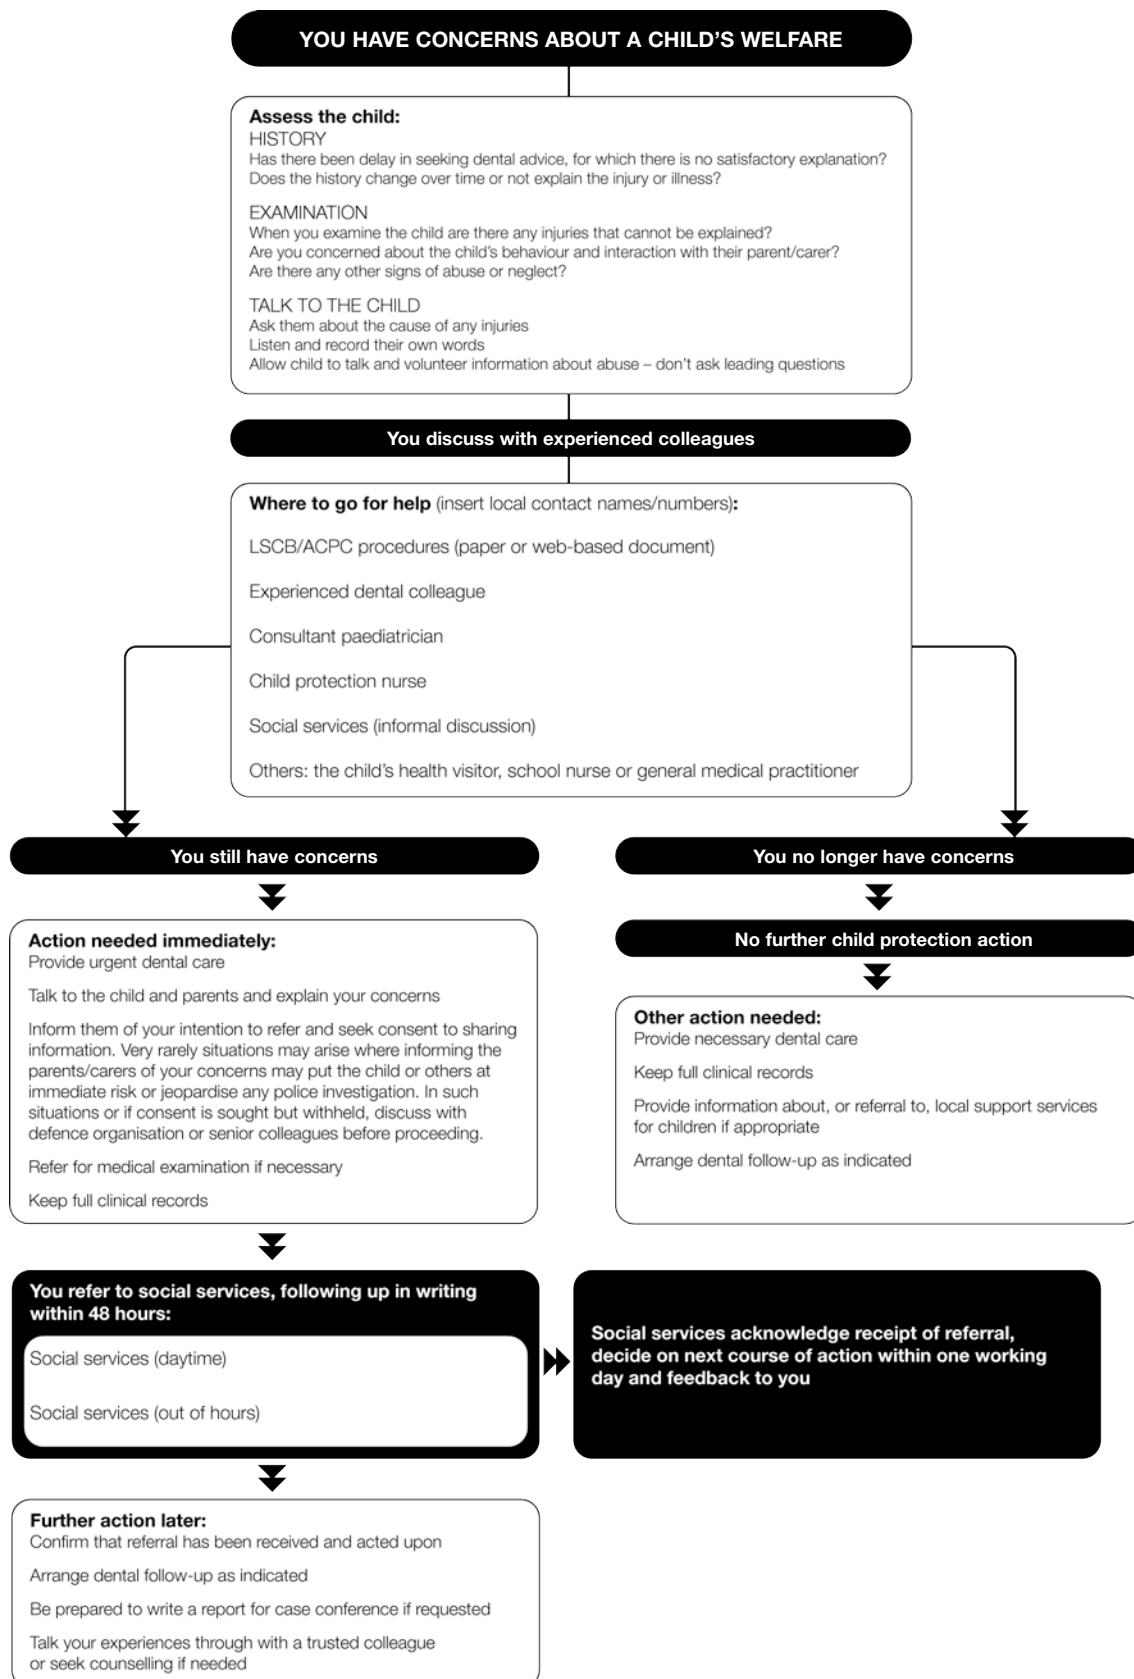 YOU HAVE CONCERNS ABOUT A CHILD'S WELFARE
Assess the child:
HISTORY
Has there been delay in seeking dental advice, for which there is no satisfactory explanation?
Does the history change over time or not explain the injury or illness?
EXAMINATION
When you examine the child are there any injuries that cannot be explained?
Are you concerned about the child's behaviour and interaction with their parent/carer?
Are there any other signs of abuse or neglect?
TALK TO THE CHILD
Ask them about the cause of any injuries
Listen and record their own words
Allow child to talk and volunteer information about abuse – don't ask leading questions
You discuss with experienced colleagues
Where to go for help (insert local contact names/numbers):
LSCB/ACPC procedures (paper or web-based document)
Experienced dental colleague
Consultant paediatrician
Child protection nurse
Social services (informal discussion)
Others: the child's health visitor, school nurse or general medical practitioner
You still have concerns
Action needed immediately:
Provide urgent dental care
Talk to the child and parents and explain your concerns
Inform them of your intention to refer and seek consent to sharing
information. Very rarely situations may arise where informing the
parents/carers of your concerns may put the child or others at
immediate risk or jeopardise any police investigation. In such
situations or if consent is sought but withheld, discuss with
defence organisation or senior colleagues before proceeding.
Refer for medical examination if necessary
Keep full clinical records
You no longer have concerns
No further child protection action
Other action needed:
Provide necessary dental care
Keep full clinical records
Provide information about, or referral to, local support services
for children if appropriate
Arrange dental follow-up as indicated
You refer to social services, following up in writing
within 48 hours:
Social services (daytime)
Social services (out of hours)
Social services acknowledge receipt of referral,
decide on next course of action within one working
day and feedback to you
Further action later:
Confirm that referral has been received and acted upon
Arrange dental follow-up as indicated
Be prepared to write a report for case conference if requested
Talk your experiences through with a trusted colleague
or seek counselling if needed